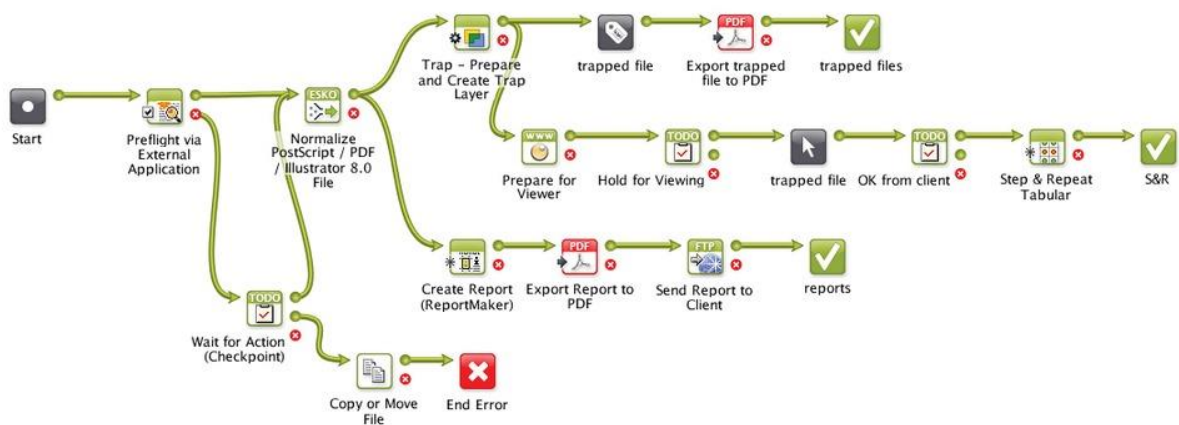 Start
Preflight via
External
Application
ESKO
Normalize
PostScript / PDF
/ Illustrator 8.0
File
Trap – Prepare
and Create Trap
Layer
trapped file
PDF
Export trapped
file to PDF
trapped files
WWW
Prepare for
Viewer
TODO
Hold for Viewing
trapped file
TODO
OK from client
Step & Repeat
Tabular
S&R
Create Report
(ReportMaker)
PDF
Export Report to
PDF
FTP
Send Report to
Client
reports
TODO
Wait for Action
(Checkpoint)
Copy or Move
File
End Error